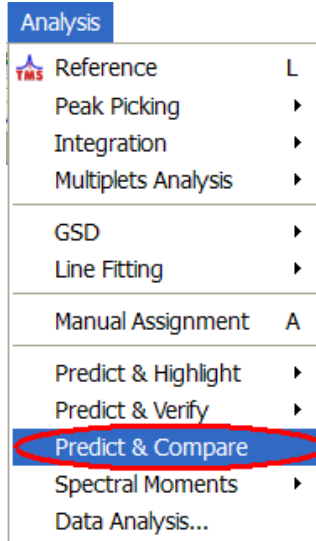 Analysis
TMS Reference L
Peak Picking
Integration
Multiplets Analysis
GSD
Line Fitting
Manual Assignment A
Predict & Highlight
Predict & Verify
Predict & Compare
Spectral Moments
Data Analysis...